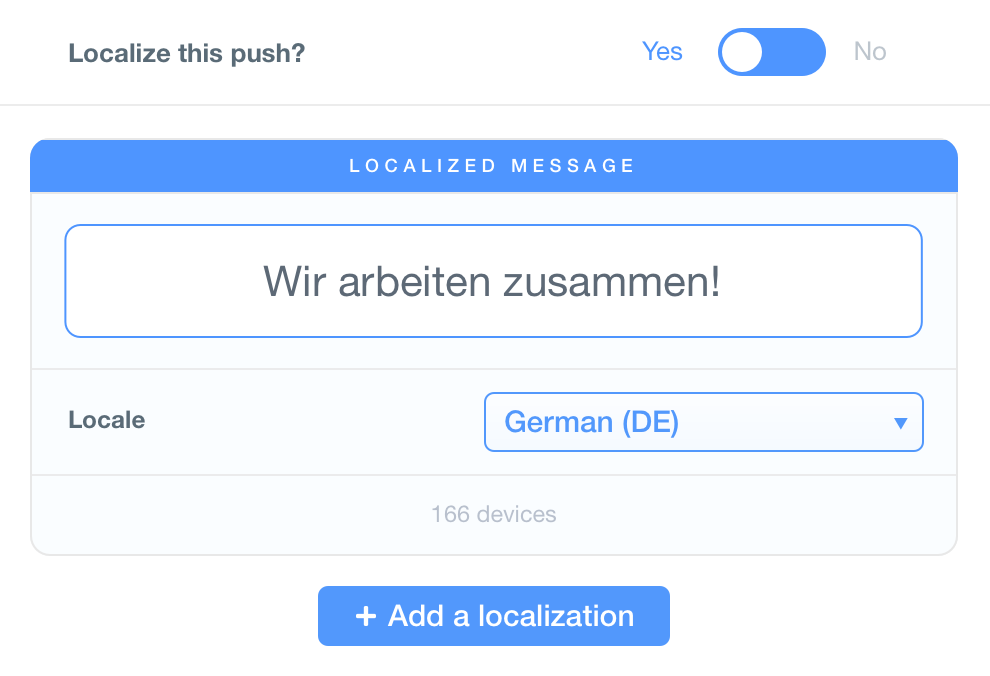 Localize this push?
Yes
No
LOCALIZED MESSAGE
Wir arbeiten zusammen!
Locale
German (DE)
166 devices
+ Add a localization